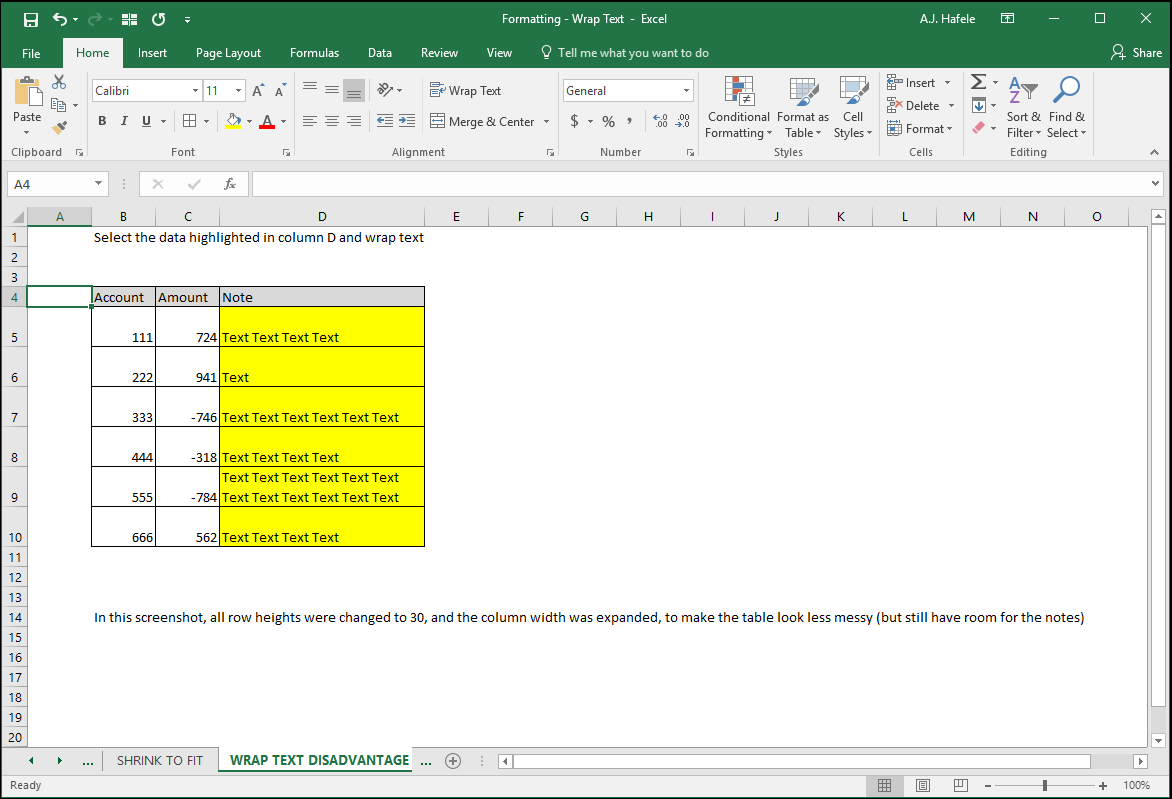 Formatting - Wrap Text - Excel
A.J. Hafele
File Home Insert Page Layout Formulas Data Review View Tell me what you want to do Share
Paste
Calibri 11
B I U A
Wrap Text
Merge & Center
General
$ % ,
Conditional Formatting
Format as Table
Cell Styles
Insert
Delete
Format
Sort & Filter
Find & Select
Clipboard Font Alignment Number Styles Cells Editing
A4 fx
A B C D E F G H I J K L M N O
1 Select the data highlighted in column D and wrap text
2
3
4 Account Amount Note
5 111 724 Text Text Text Text
6 222 941 Text
7 333 -746 Text Text Text Text Text Text
8 444 -318 Text Text Text Text
Text Text Text Text Text Text
9 555 -784 Text Text Text Text Text Text
10 666 562 Text Text Text Text
11
12
13
14 In this screenshot, all row heights were changed to 30, and the column width was expanded, to make the table look less messy (but still have room for the notes)
15
16
17
18
19
20
... SHRINK TO FIT WRAP TEXT DISADVANTAGE ...
Ready 100%